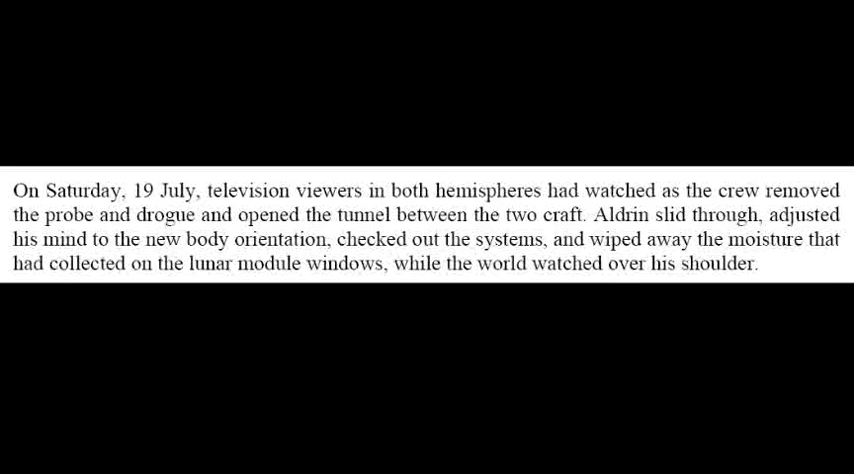 On Saturday, 19 July, television viewers in both hemispheres had watched as the crew removed
the probe and drogue and opened the tunnel between the two craft. Aldrin slid through, adjusted
his mind to the new body orientation, checked out the systems, and wiped away the moisture that
had collected on the lunar module windows, while the world watched over his shoulder.